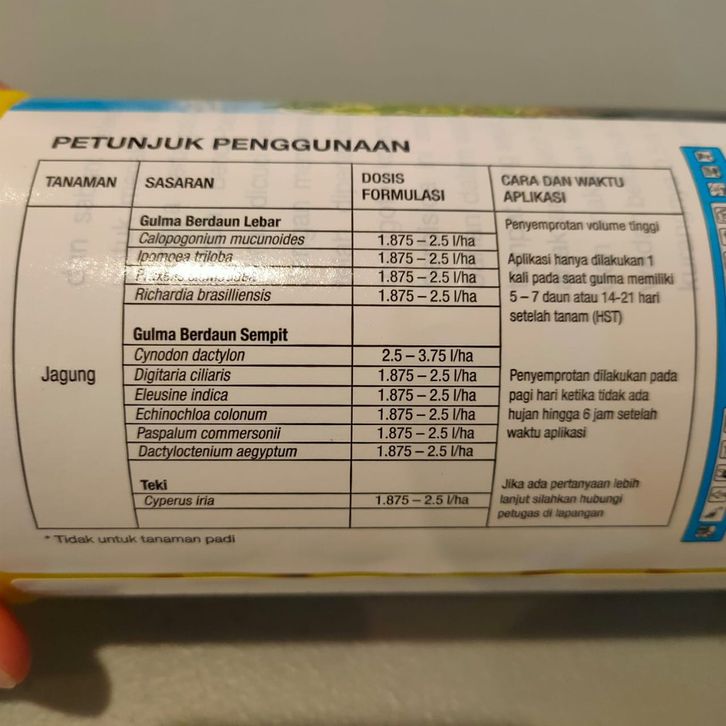 PETUNJUK PENGGUNAAN
TANAMAN SASARAN DOSIS FORMULASI CARA DAN WAKTU APLIKASI
Jagung
Gulma Berdaun Lebar
Calopogonium mucunoides 1.875 – 2.5 l/ha
Ipomoea triloba 1.875 – 2.5 l/ha
1.875 – 2.5 l/ha
Richardia brasilliensis 1.875 – 2.5 l/ha
Gulma Berdaun Sempit
Cynodon dactylon 2.5 – 3.75 l/ha
Digitaria ciliaris 1.875 – 2.5 l/ha
Eleusine indica 1.875 – 2.5 l/ha
Echinochloa colonum 1.875 – 2.5 l/ha
Paspalum commersonii 1.875 – 2.5 l/ha
Dactyloctenium aegyptum 1.875 – 2.5 l/ha
Teki
Cyperus iria 1.875 – 2.5 l/ha
Penyemprotan volume tinggi
Aplikasi hanya dilakukan 1
kali pada saat gulma memiliki
5 – 7 daun atau 14-21 hari
setelah tanam (HST)
Penyemprotan dilakukan pada
pagi hari ketika tidak ada
hujan hingga 6 jam setelah
waktu aplikasi
Jika ada pertanyaan lebih
lanjut silahkan hubungi
petugas di lapangan
* Tidak untuk tanaman padi